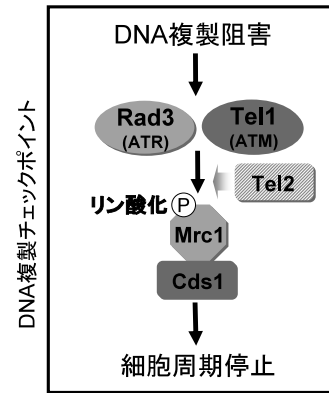 DNA複製チェックポイント
DNA複製阻害
Rad3
(ATR)
Tel1
(ATM)
Tel2
リン酸化
P
Mrc1
Cds1
細胞周期停止